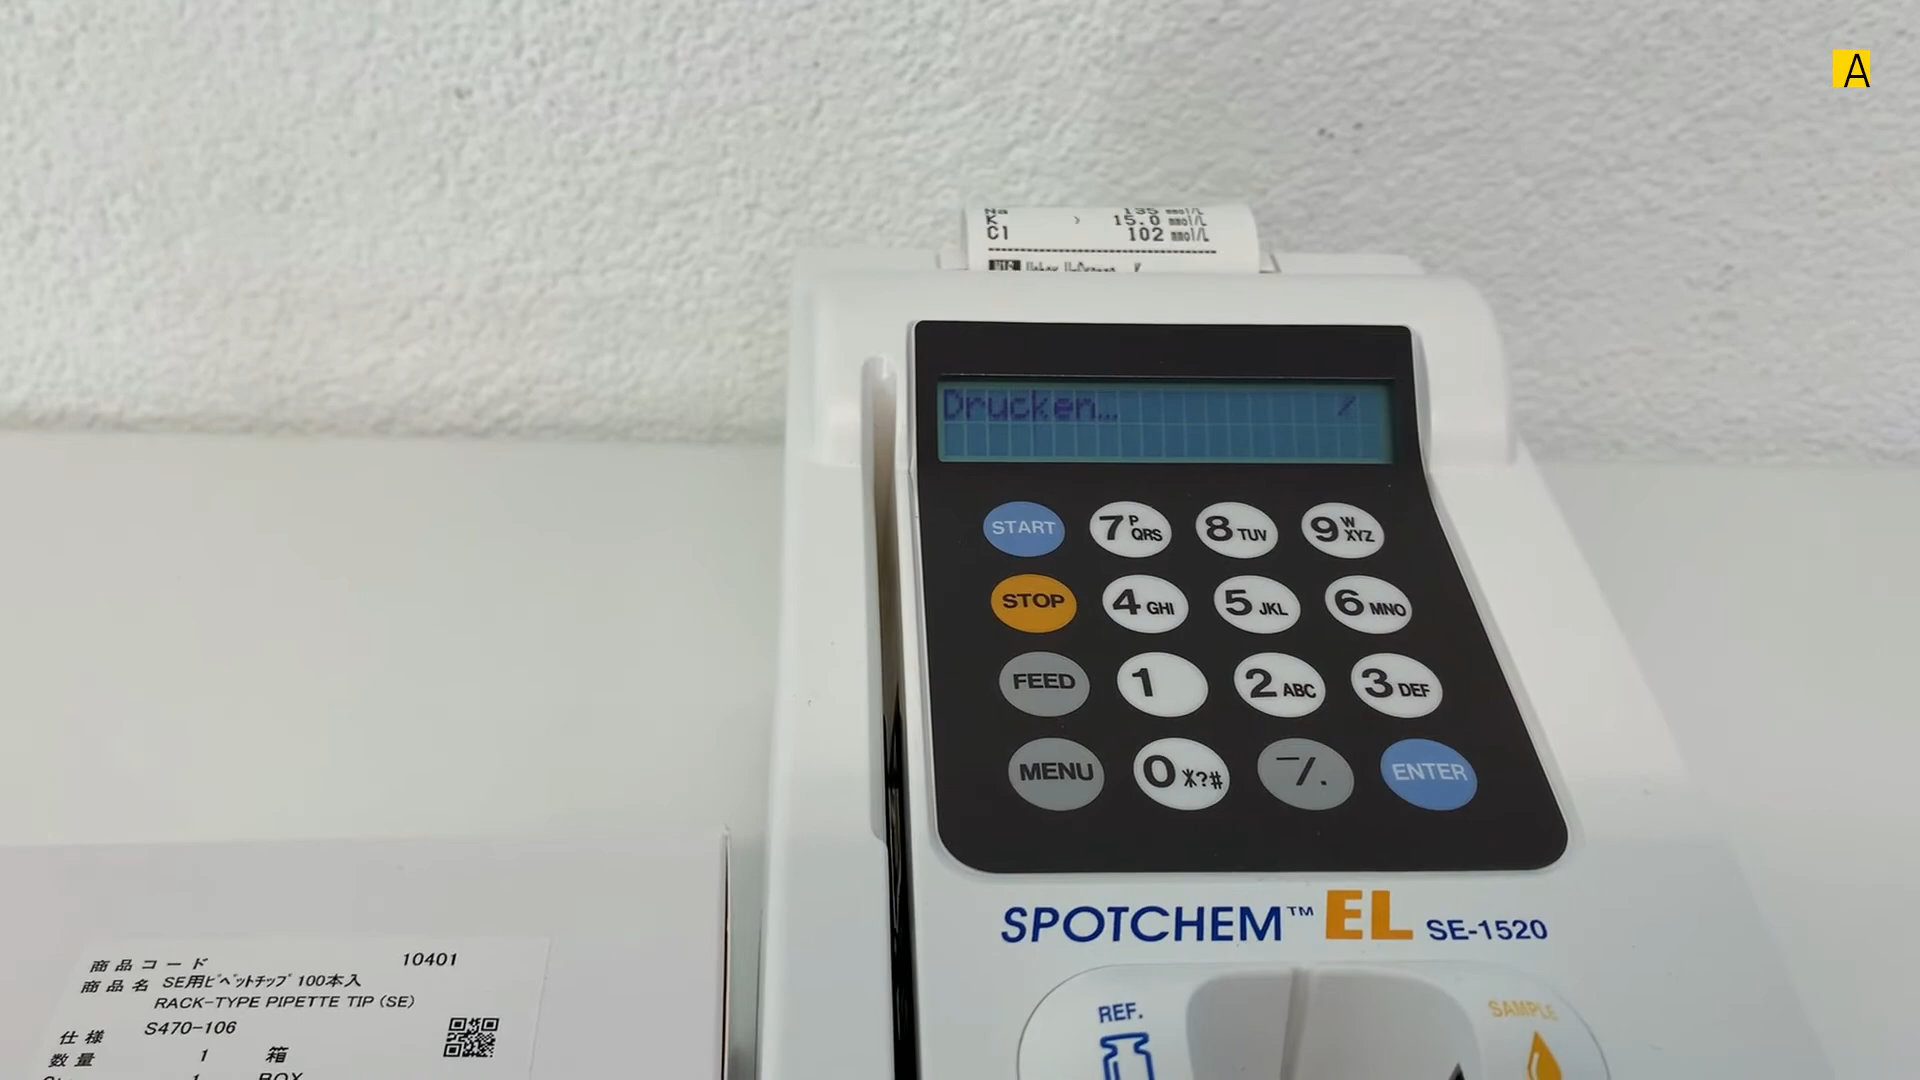 A
Na 135 mmol/L
K > 15.0 mmol/L
Cl 102 mmol/L
Drucken… /
START 7 PQRS 8 TUV 9 WXYZ
STOP 4 GHI 5 JKL 6 MNO
FEED 1 2 ABC 3 DEF
MENU 0 *?# −/. ENTER
SPOTCHEM™ EL SE-1520
REF. SAMPLE
商品コード 10401
商品名 SE用ピペットチップ 100本入
RACK-TYPE PIPETTE TIP (SE)
仕様 S470-106
数量 1 箱
1 BOX